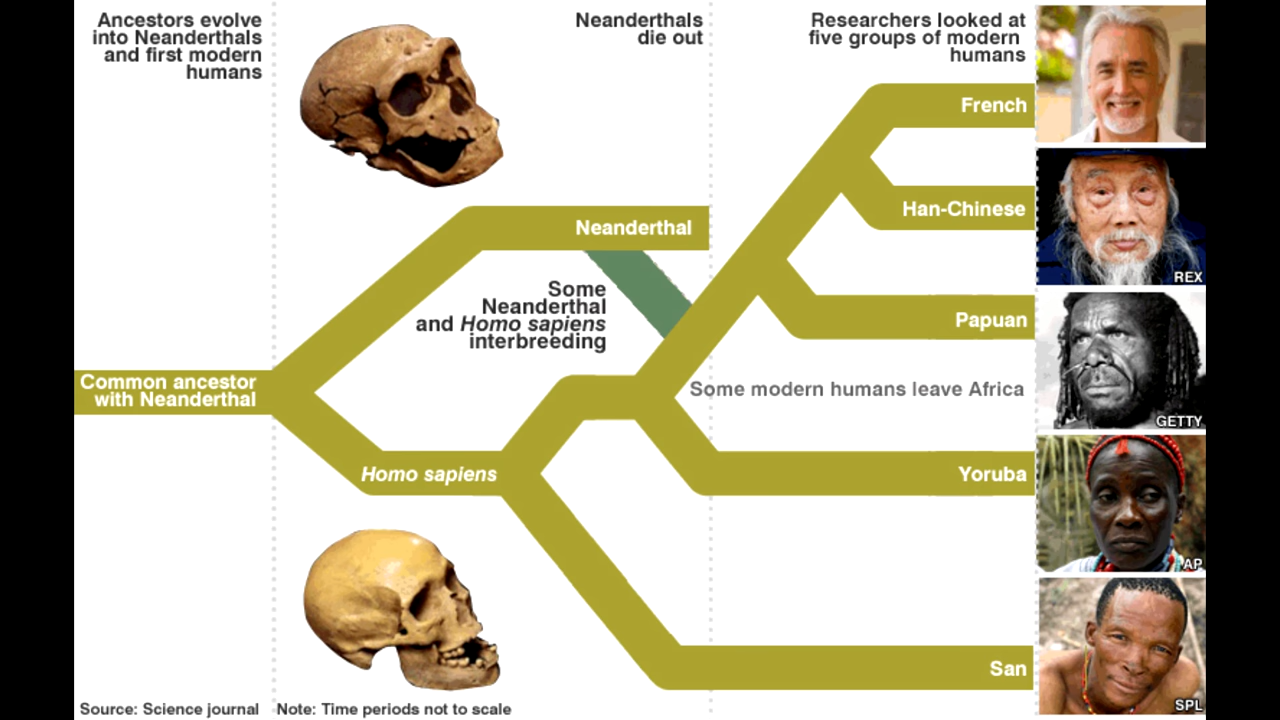 Ancestors evolve
into Neanderthals
and first modern
humans
Neanderthals
die out
Researchers looked at
five groups of modern
humans
French
Han-Chinese
REX
Neanderthal
Some
Neanderthal
and Homo sapiens
interbreeding
Papuan
Common ancestor
with Neanderthal
Some modern humans leave Africa
GETTY
Homo sapiens
Yoruba
AP
San
SPL
Source: Science journal
Note: Time periods not to scale